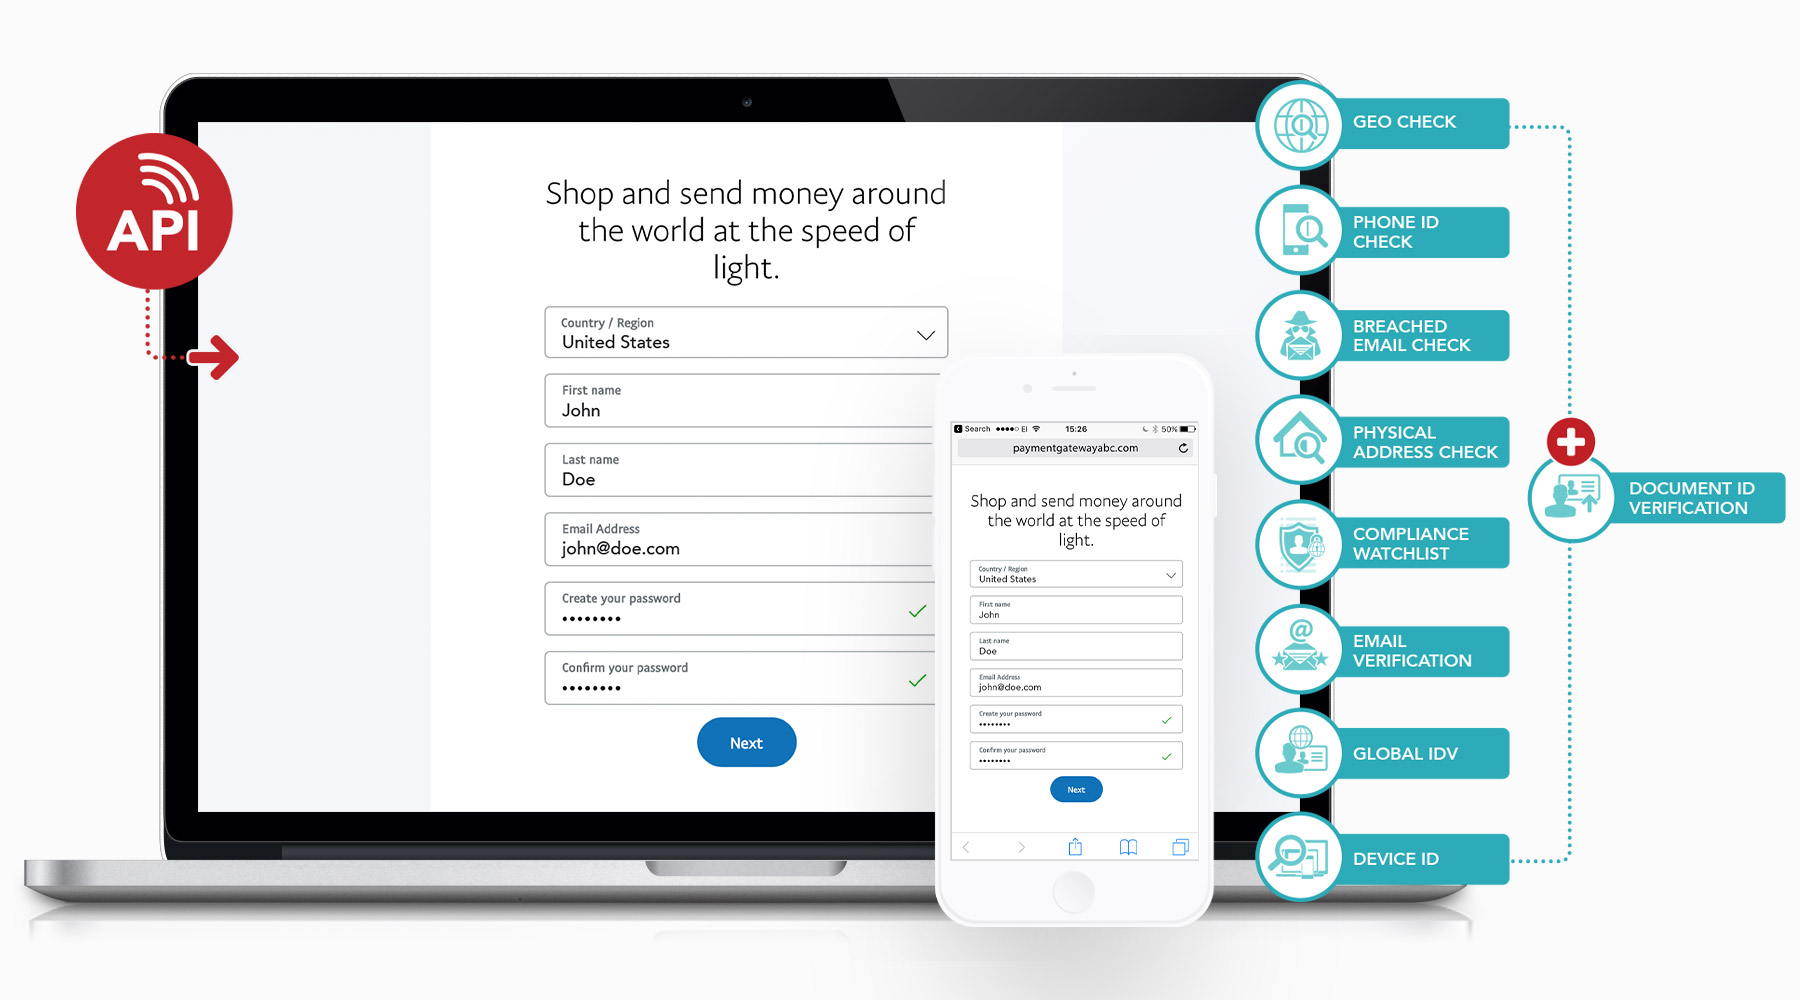 API
Shop and send money around
the world at the speed of
light.
Country / Region
United States
First name
John
Last name
Doe
Email Address
john@doe.com
Create your password
••••••••
Confirm your password
••••••••
Next
Search ●●●●○ EI 15:26 50%
paymentgatewayabc.com
Shop and send money around
the world at the speed of
light.
Country / Region
United States
First name
John
Last name
Doe
Email Address
john@doe.com
Create your password
••••••••
Confirm your password
••••••••
Next
GEO CHECK
PHONE ID
CHECK
BREACHED
EMAIL CHECK
PHYSICAL
ADDRESS CHECK
COMPLIANCE
WATCHLIST
@
EMAIL
VERIFICATION
GLOBAL IDV
DEVICE ID
DOCUMENT ID
VERIFICATION